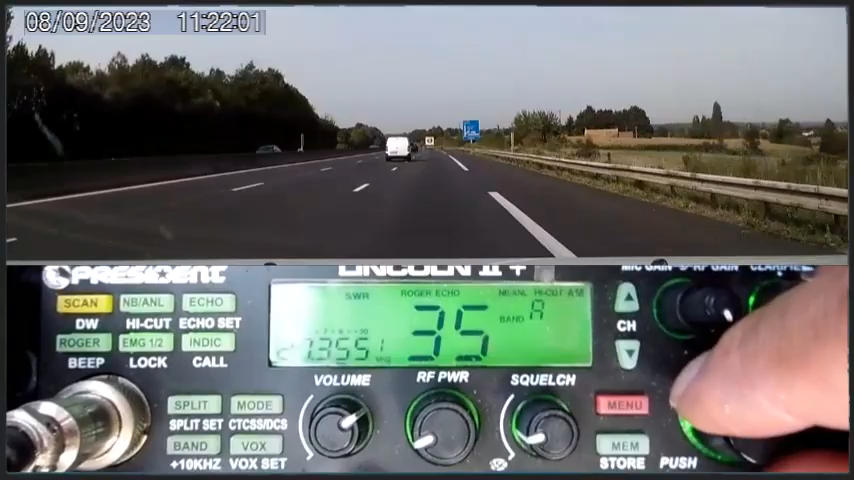 08/09/2023 11:22:01
PRESIDENT LINCOLN II + MIC GAIN RF GAIN
SCAN NB/ANL ECHO
DW HI-CUT ECHO SET
ROGER EMG 1/2 INDIC
BEEP LOCK CALL
SPLIT MODE
SPLIT SET CTCSS/DCS
BAND VOX
+10KHZ VOX SET
SWR ROGER ECHO NB/ANL HI-CUT
35 BAND A
27.3551
VOLUME RF PWR SQUELCH
CH
MENU
MEM
STORE PUSH